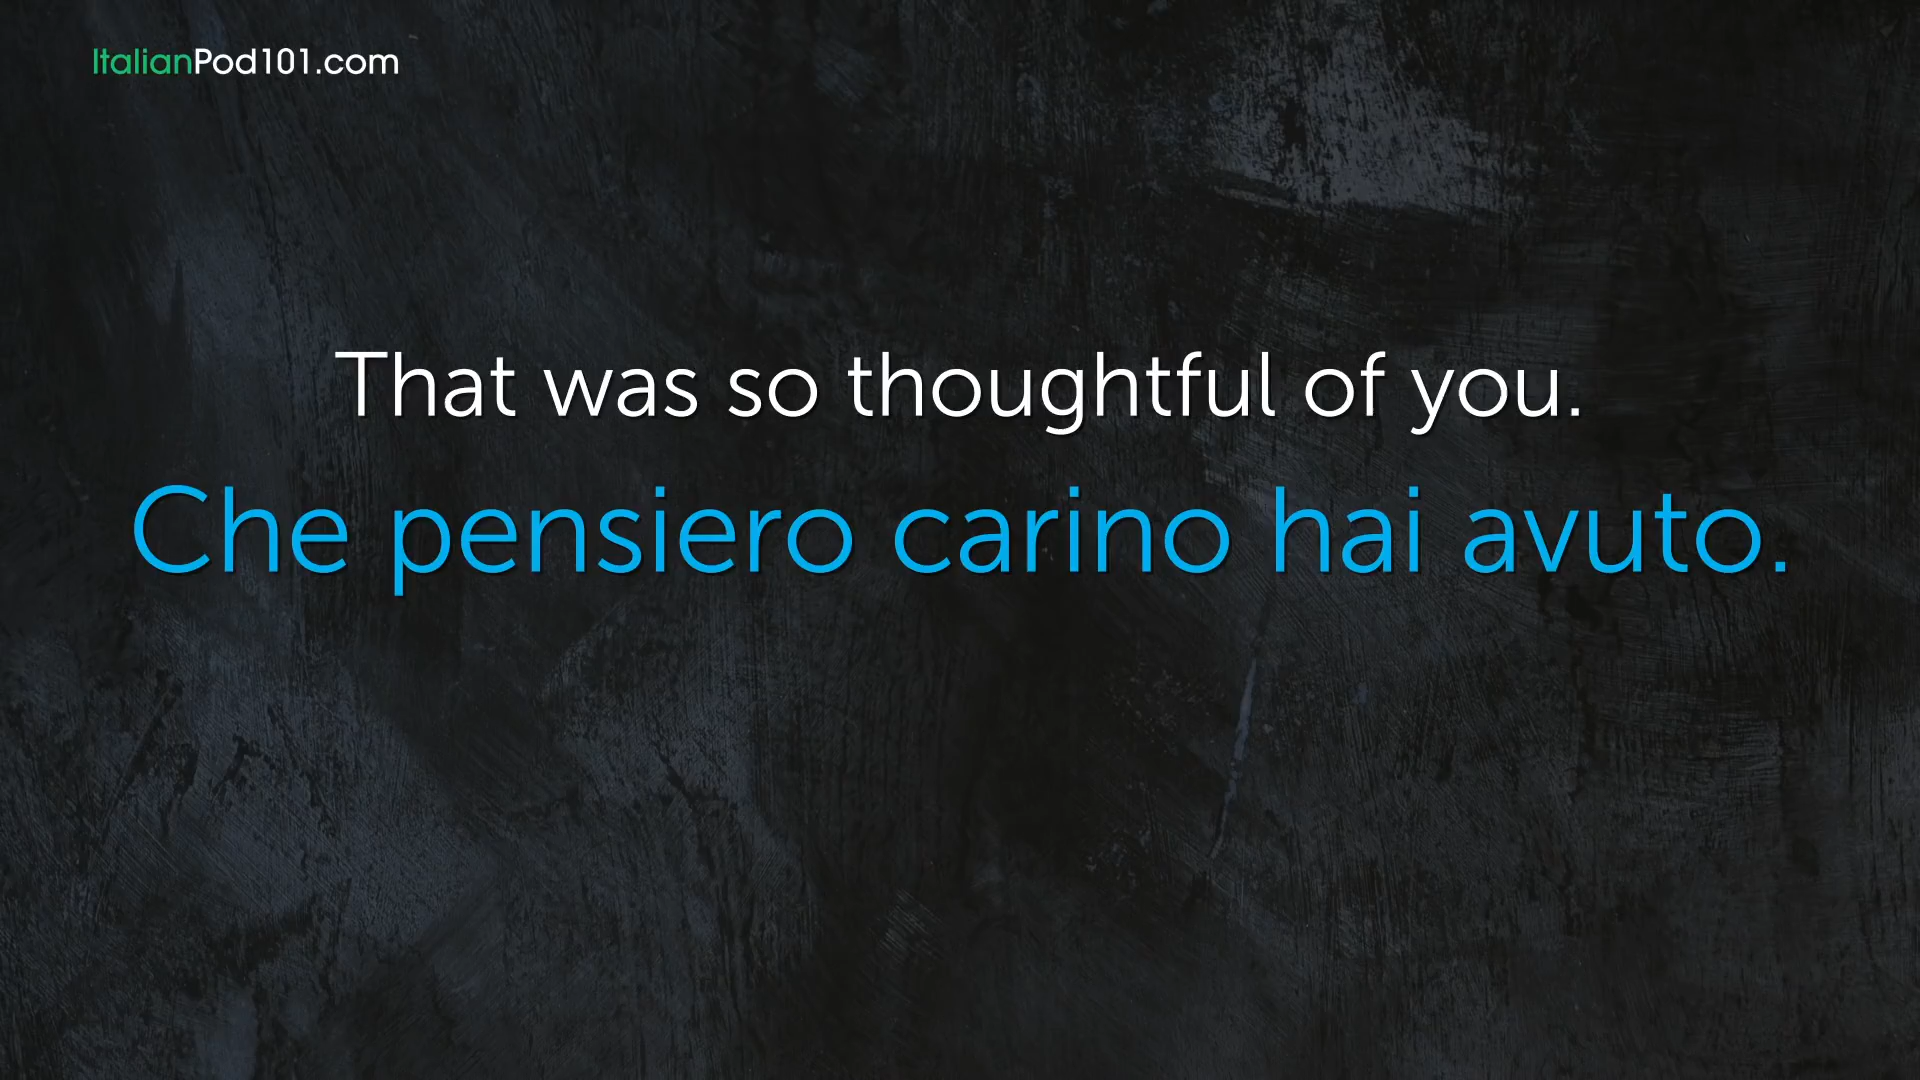 ItalianPod101.com
That was so thoughtful of you.
Che pensiero carino hai avuto.